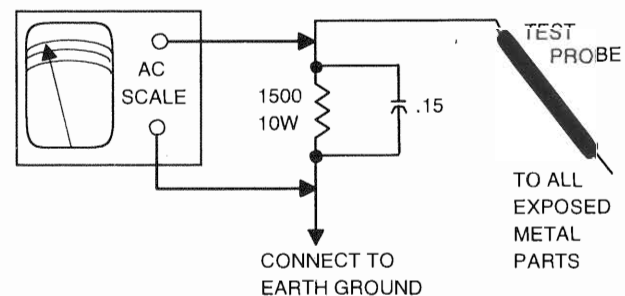 TEST
PROBE
AC
SCALE
1500
10W
.15
TO ALL
EXPOSED
METAL
PARTS
CONNECT TO
EARTH GROUND